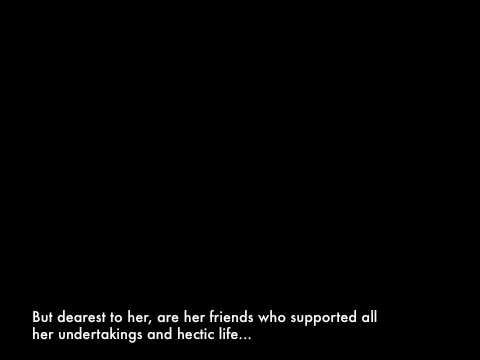 But dearest to her, are her friends who supported all
her undertakings and hectic life...